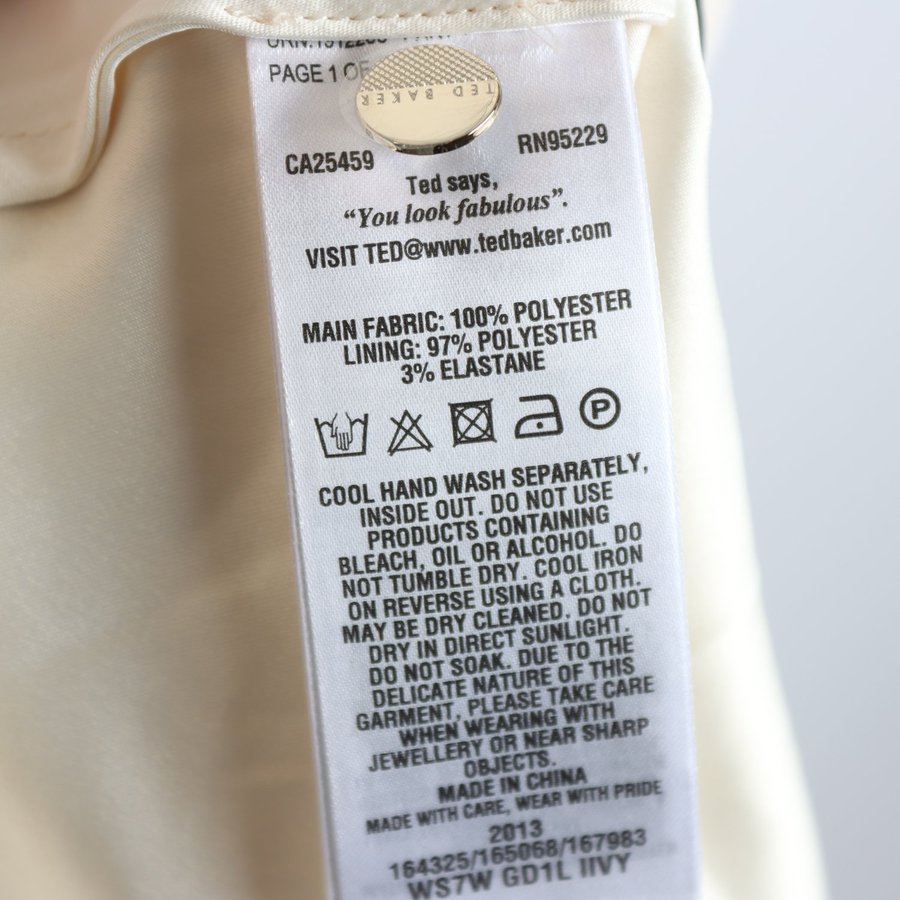 PAGE 1 OF
TED BAKER
CA25459 RN95229
Ted says,
“You look fabulous”.
VISIT TED@www.tedbaker.com
MAIN FABRIC: 100% POLYESTER
LINING: 97% POLYESTER
3% ELASTANE
P
COOL HAND WASH SEPARATELY,
INSIDE OUT. DO NOT USE
PRODUCTS CONTAINING
BLEACH, OIL OR ALCOHOL. DO
NOT TUMBLE DRY. COOL IRON
ON REVERSE USING A CLOTH.
MAY BE DRY CLEANED. DO NOT
DRY IN DIRECT SUNLIGHT.
DO NOT SOAK. DUE TO THE
DELICATE NATURE OF THIS
GARMENT, PLEASE TAKE CARE
WHEN WEARING WITH
JEWELLERY OR NEAR SHARP
OBJECTS.
MADE IN CHINA
MADE WITH CARE, WEAR WITH PRIDE
2013
164325/165068/167983
WS7W GD1L IIVY